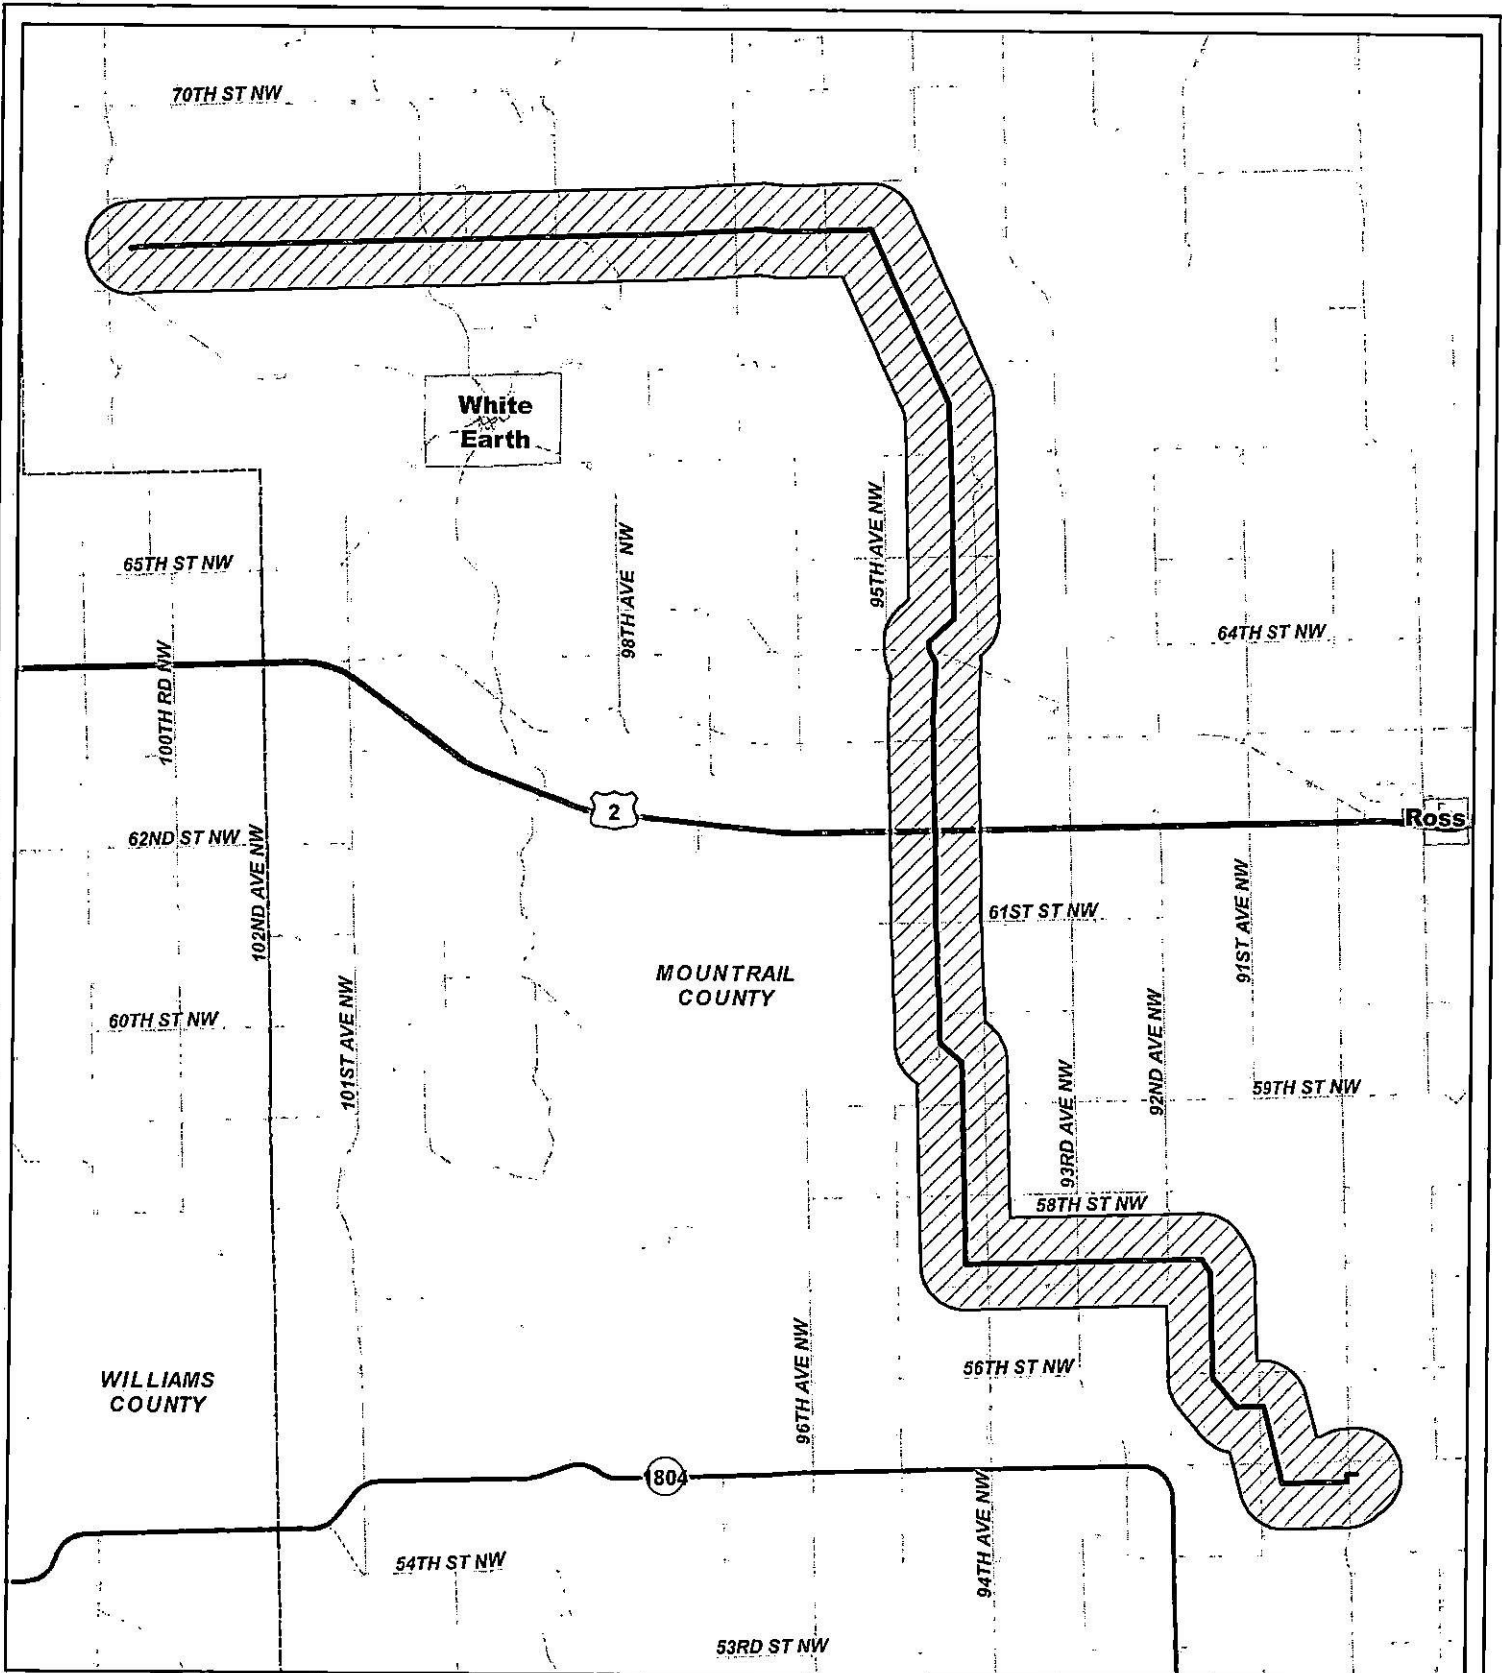 70TH ST NW
White
Earth
95TH AVE NW
98TH AVE NW
65TH ST NW
64TH ST NW
100TH RD NW
2
Ross
62ND ST NW
102ND AVE NW
91ST AVE NW
61ST ST NW
MOUNTRAIL
COUNTY
101ST AVE NW
60TH ST NW
92ND AVE NW
93RD AVE NW
59TH ST NW
58TH ST NW
96TH AVE NW
56TH ST NW
WILLIAMS
COUNTY
1804
94TH AVE NW
54TH ST NW
53RD ST NW